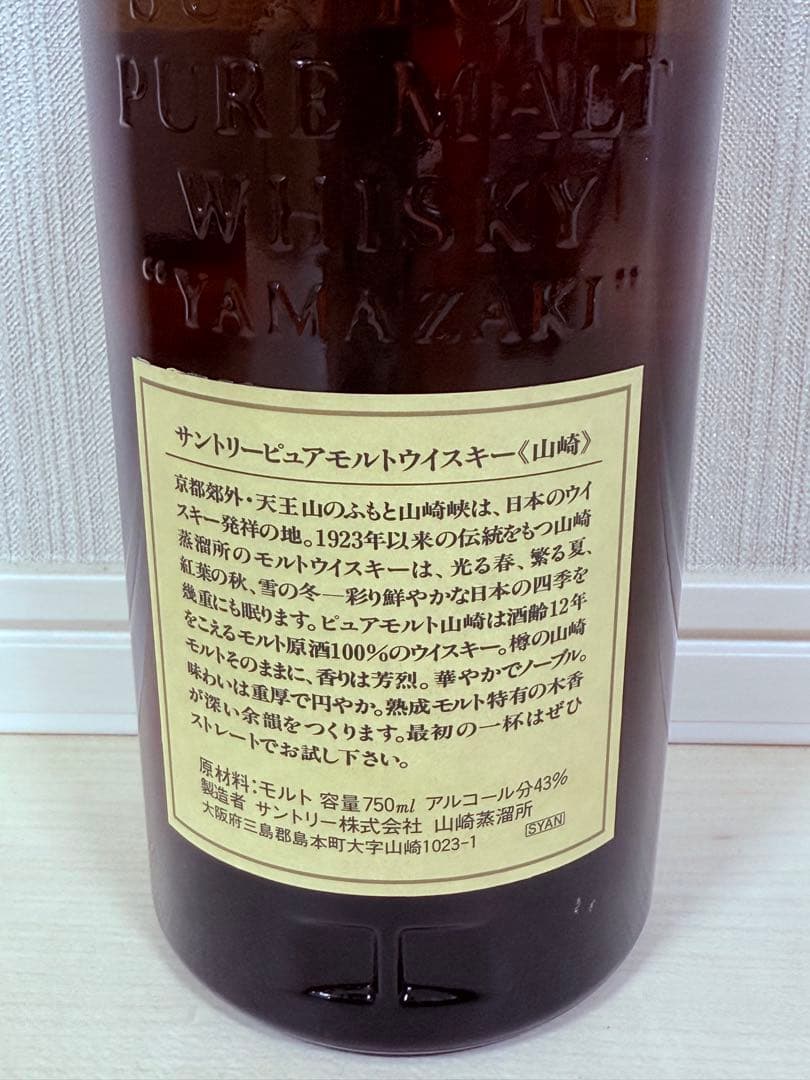 SUNTORY
PURE MALT
WHISKY
"YAMAZAKI"
サントリーピュアモルトウイスキー《山崎》
京都郊外・天王山のふもと山崎峡は、日本のウイ
スキー発祥の地。1923年以来の伝統をもつ山崎
蒸溜所のモルトウイスキーは、光る春、繁る夏、
紅葉の秋、雪の冬—彩り鮮やかな日本の四季を
幾重にも眠ります。ピュアモルト山崎は酒齢12年
をこえるモルト原酒100%のウイスキー。樽の山崎
モルトそのままに、香りは芳烈。華やかでノーブル。
味わいは重厚で円やか。熟成モルト特有の木香
が深い余韻をつくります。最初の一杯はぜひ
ストレートでお試し下さい。
原材料:モルト 容量750ml アルコール分43%
製造者 サントリー株式会社 山崎蒸溜所
大阪府三島郡島本町大字山崎1023-1 SYAN